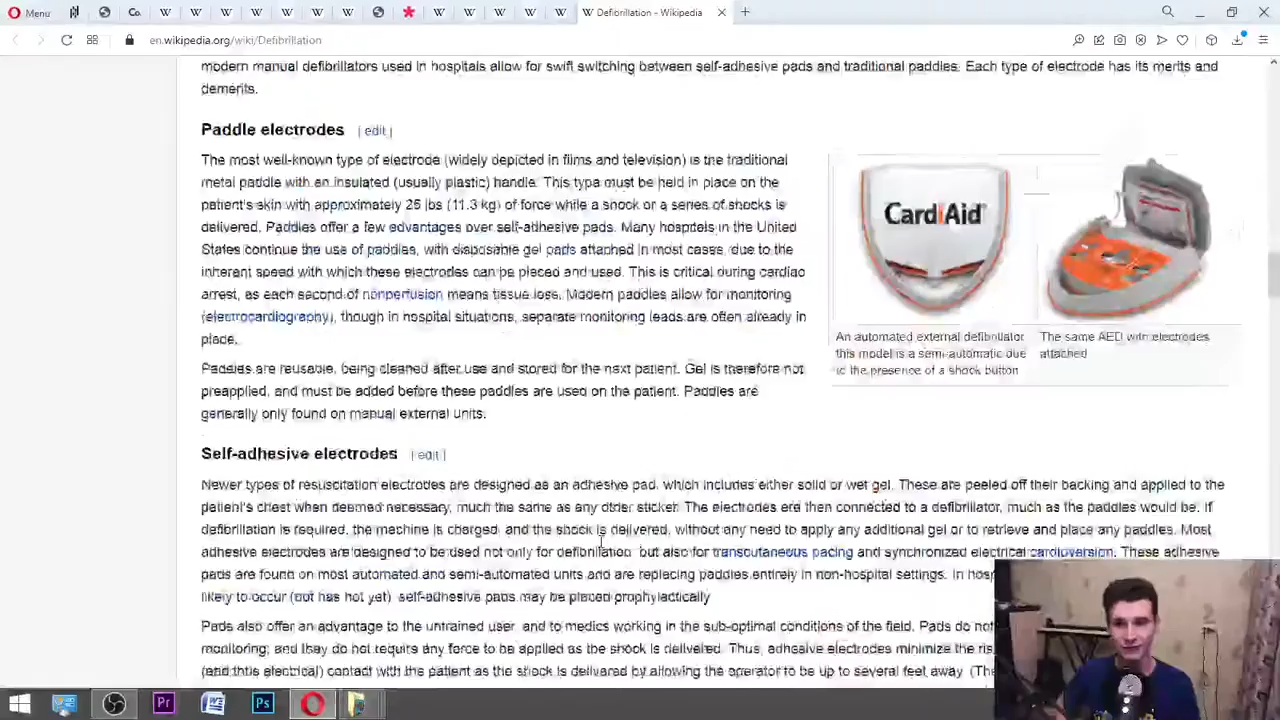 Menu
Co.
W
W
W
W
W
W
W
W
W
W
W
W
W
Defibrillation - Wikipedia
en.wikipedia.org/wiki/Defibrillation
modern manual defibrillators used in hospitals allow for swift switching between self-adhesive pads and traditional paddles. Each type of electrode has its merits and
demerits.
Paddle electrodes [edit]
The most well-known type of electrode (widely depicted in films and television) is the traditional
metal paddle with an insulated (usually plastic) handle. This type must be held in place on the
patient's skin with approximately 25 lbs (11.3 kg) of force while a shock or a series of shocks is
delivered. Paddles offer a few advantages over self-adhesive pads. Many hospitals in the United
States continue the use of paddles, with disposable gel pads attached in most cases, due to the
inherent speed with which these electrodes can be placed and used. This is critical during cardiac
arrest, as each second of nonperfusion means tissue loss. Modern paddles allow for monitoring
(electrocardiography), though in hospital situations, separate monitoring leads are often already in
place.
Paddles are reusable, being cleaned after use and stored for the next patient. Gel is therefore not
preapplied, and must be added before these paddles are used on the patient. Paddles are
generally only found on manual external units.
CardiAid
An automated external defibrillator
this model is a semi-automatic due
to the presence of a shock button
The same AED with electrodes
attached
Self-adhesive electrodes [edit]
Newer types of resuscitation electrodes are designed as an adhesive pad, which includes either solid or wet gel. These are peeled off their backing and applied to the
patient's chest when deemed necessary, much the same as any other sticker. The electrodes are then connected to a defibrillator, much as the paddles would be. If
defibrillation is required, the machine is charged, and the shock is delivered, without any need to apply any additional gel or to retrieve and place any paddles. Most
adhesive electrodes are designed to be used not only for defibrillation, but also for transcutaneous pacing and synchronized electrical cardioversion. These adhesive
pads are found on most automated and semi-automated units and are replacing paddles entirely in non-hospital settings. In hosp
likely to occur (but has not yet) self-adhesive pads may be placed prophylactically
Pads also offer an advantage to the untrained user, and to medics working in the sub-optimal conditions of the field. Pads do not
monitoring, and they do not require any force to be applied as the shock is delivered. Thus, adhesive electrodes minimize the ris
(and thus electrical) contact with the patient as the shock is delivered by allowing the operator to be up to several feet away. (The
Pr
W
Ps